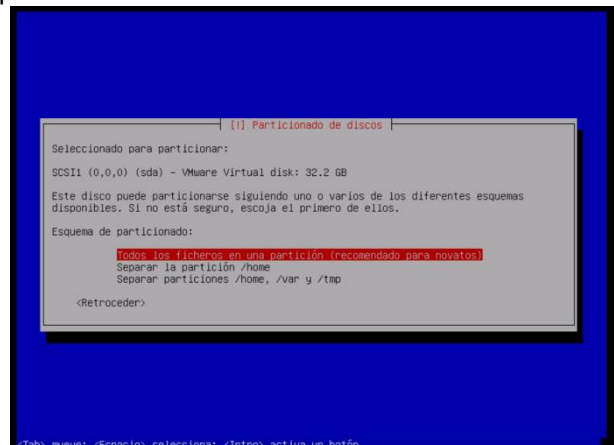 [!] Particionado de discos
Seleccionado para particionar:
SCSI1 (0,0,0) (sda) - VMware Virtual disk: 32.2 GB
Este disco puede particionarse siguiendo uno o varios de los diferentes esquemas
disponibles. Si no está seguro, escoja el primero de ellos.
Esquema de particionado:
Todos los ficheros en una partición (recomendado para novatos)
Separar la partición /home
Separar particiones /home, /var y /tmp
<Retroceder>
<Tab> mueve; <Espacio> selecciona; <Intro> activa un botón